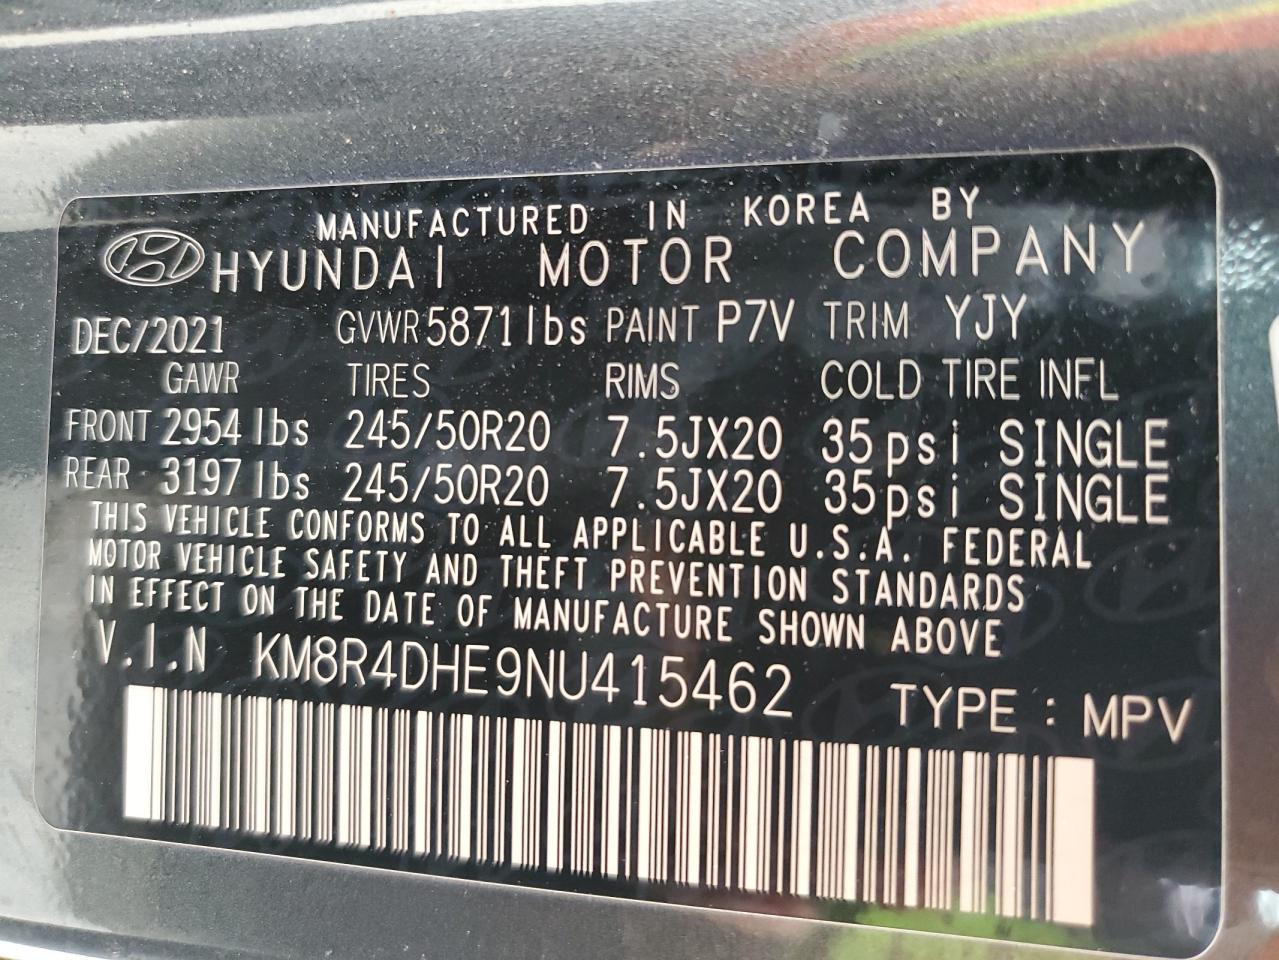 MANUFACTURED IN KOREA BY
HYUNDAI MOTOR COMPANY
DEC/2021 GVWR 5871 lbs PAINT P7V TRIM YJY
GAWR TIRES RIMS COLD TIRE INFL
FRONT 2954 lbs 245/50R20 7.5JX20 35psi SINGLE
REAR 3197 lbs 245/50R20 7.5JX20 35psi SINGLE
THIS VEHICLE CONFORMS TO ALL APPLICABLE U.S.A. FEDERAL
MOTOR VEHICLE SAFETY AND THEFT PREVENTION STANDARDS
IN EFFECT ON THE DATE OF MANUFACTURE SHOWN ABOVE
V.I.N KM8R4DHE9NU415462 TYPE : MPV